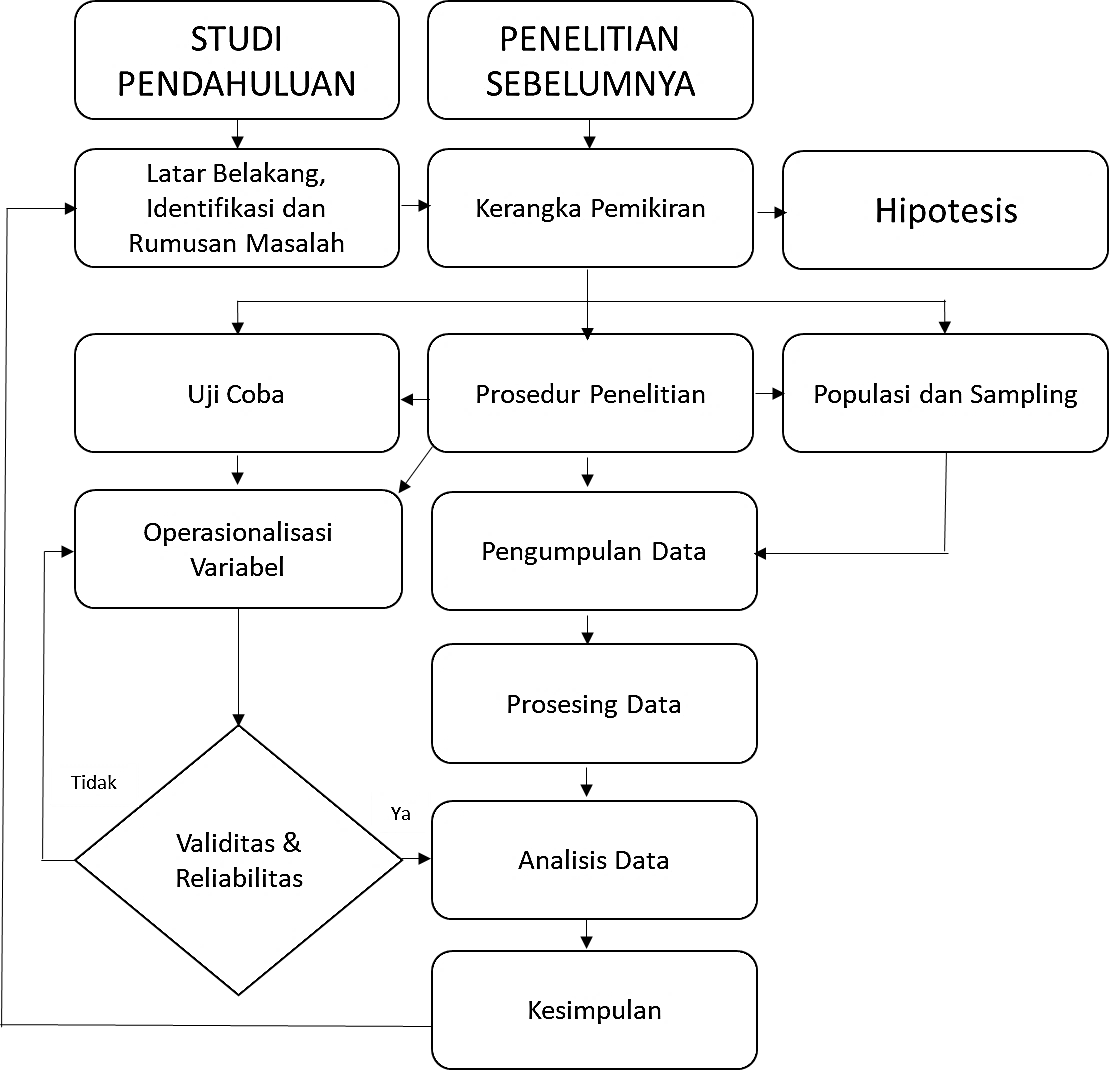 STUDI
PENDAHULUAN
PENELITIAN
SEBELUMNYA
Latar Belakang,
Identifikasi dan
Rumusan Masalah
Kerangka Pemikiran
Hipotesis
Uji Coba
Prosedur Penelitian
Populasi dan Sampling
Operasionalisasi
Variabel
Pengumpulan Data
Prosesing Data
Tidak
Ya
Validitas &
Reliabilitas
Analisis Data
Kesimpulan